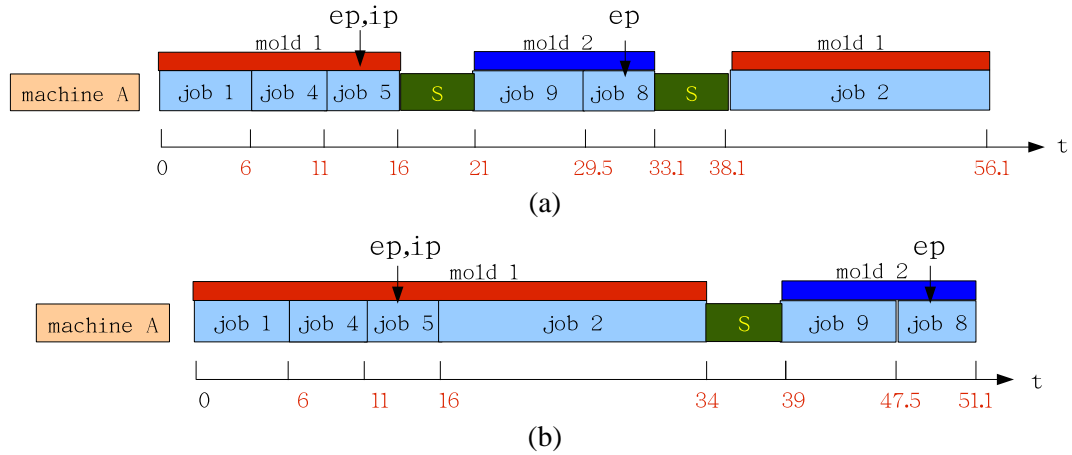 ep,ip
mold 1 mold 2 ep mold 1
machine A job 1 job 4 job 5 S job 9 job 8 S job 2
t
0 6 11 16 21 29.5 33.1 38.1 56.1
(a)
ep,ip ep
mold 1 mold 2
machine A job 1 job 4 job 5 job 2 S job 9 job 8
t
0 6 11 16 34 39 47.5 51.1
(b)